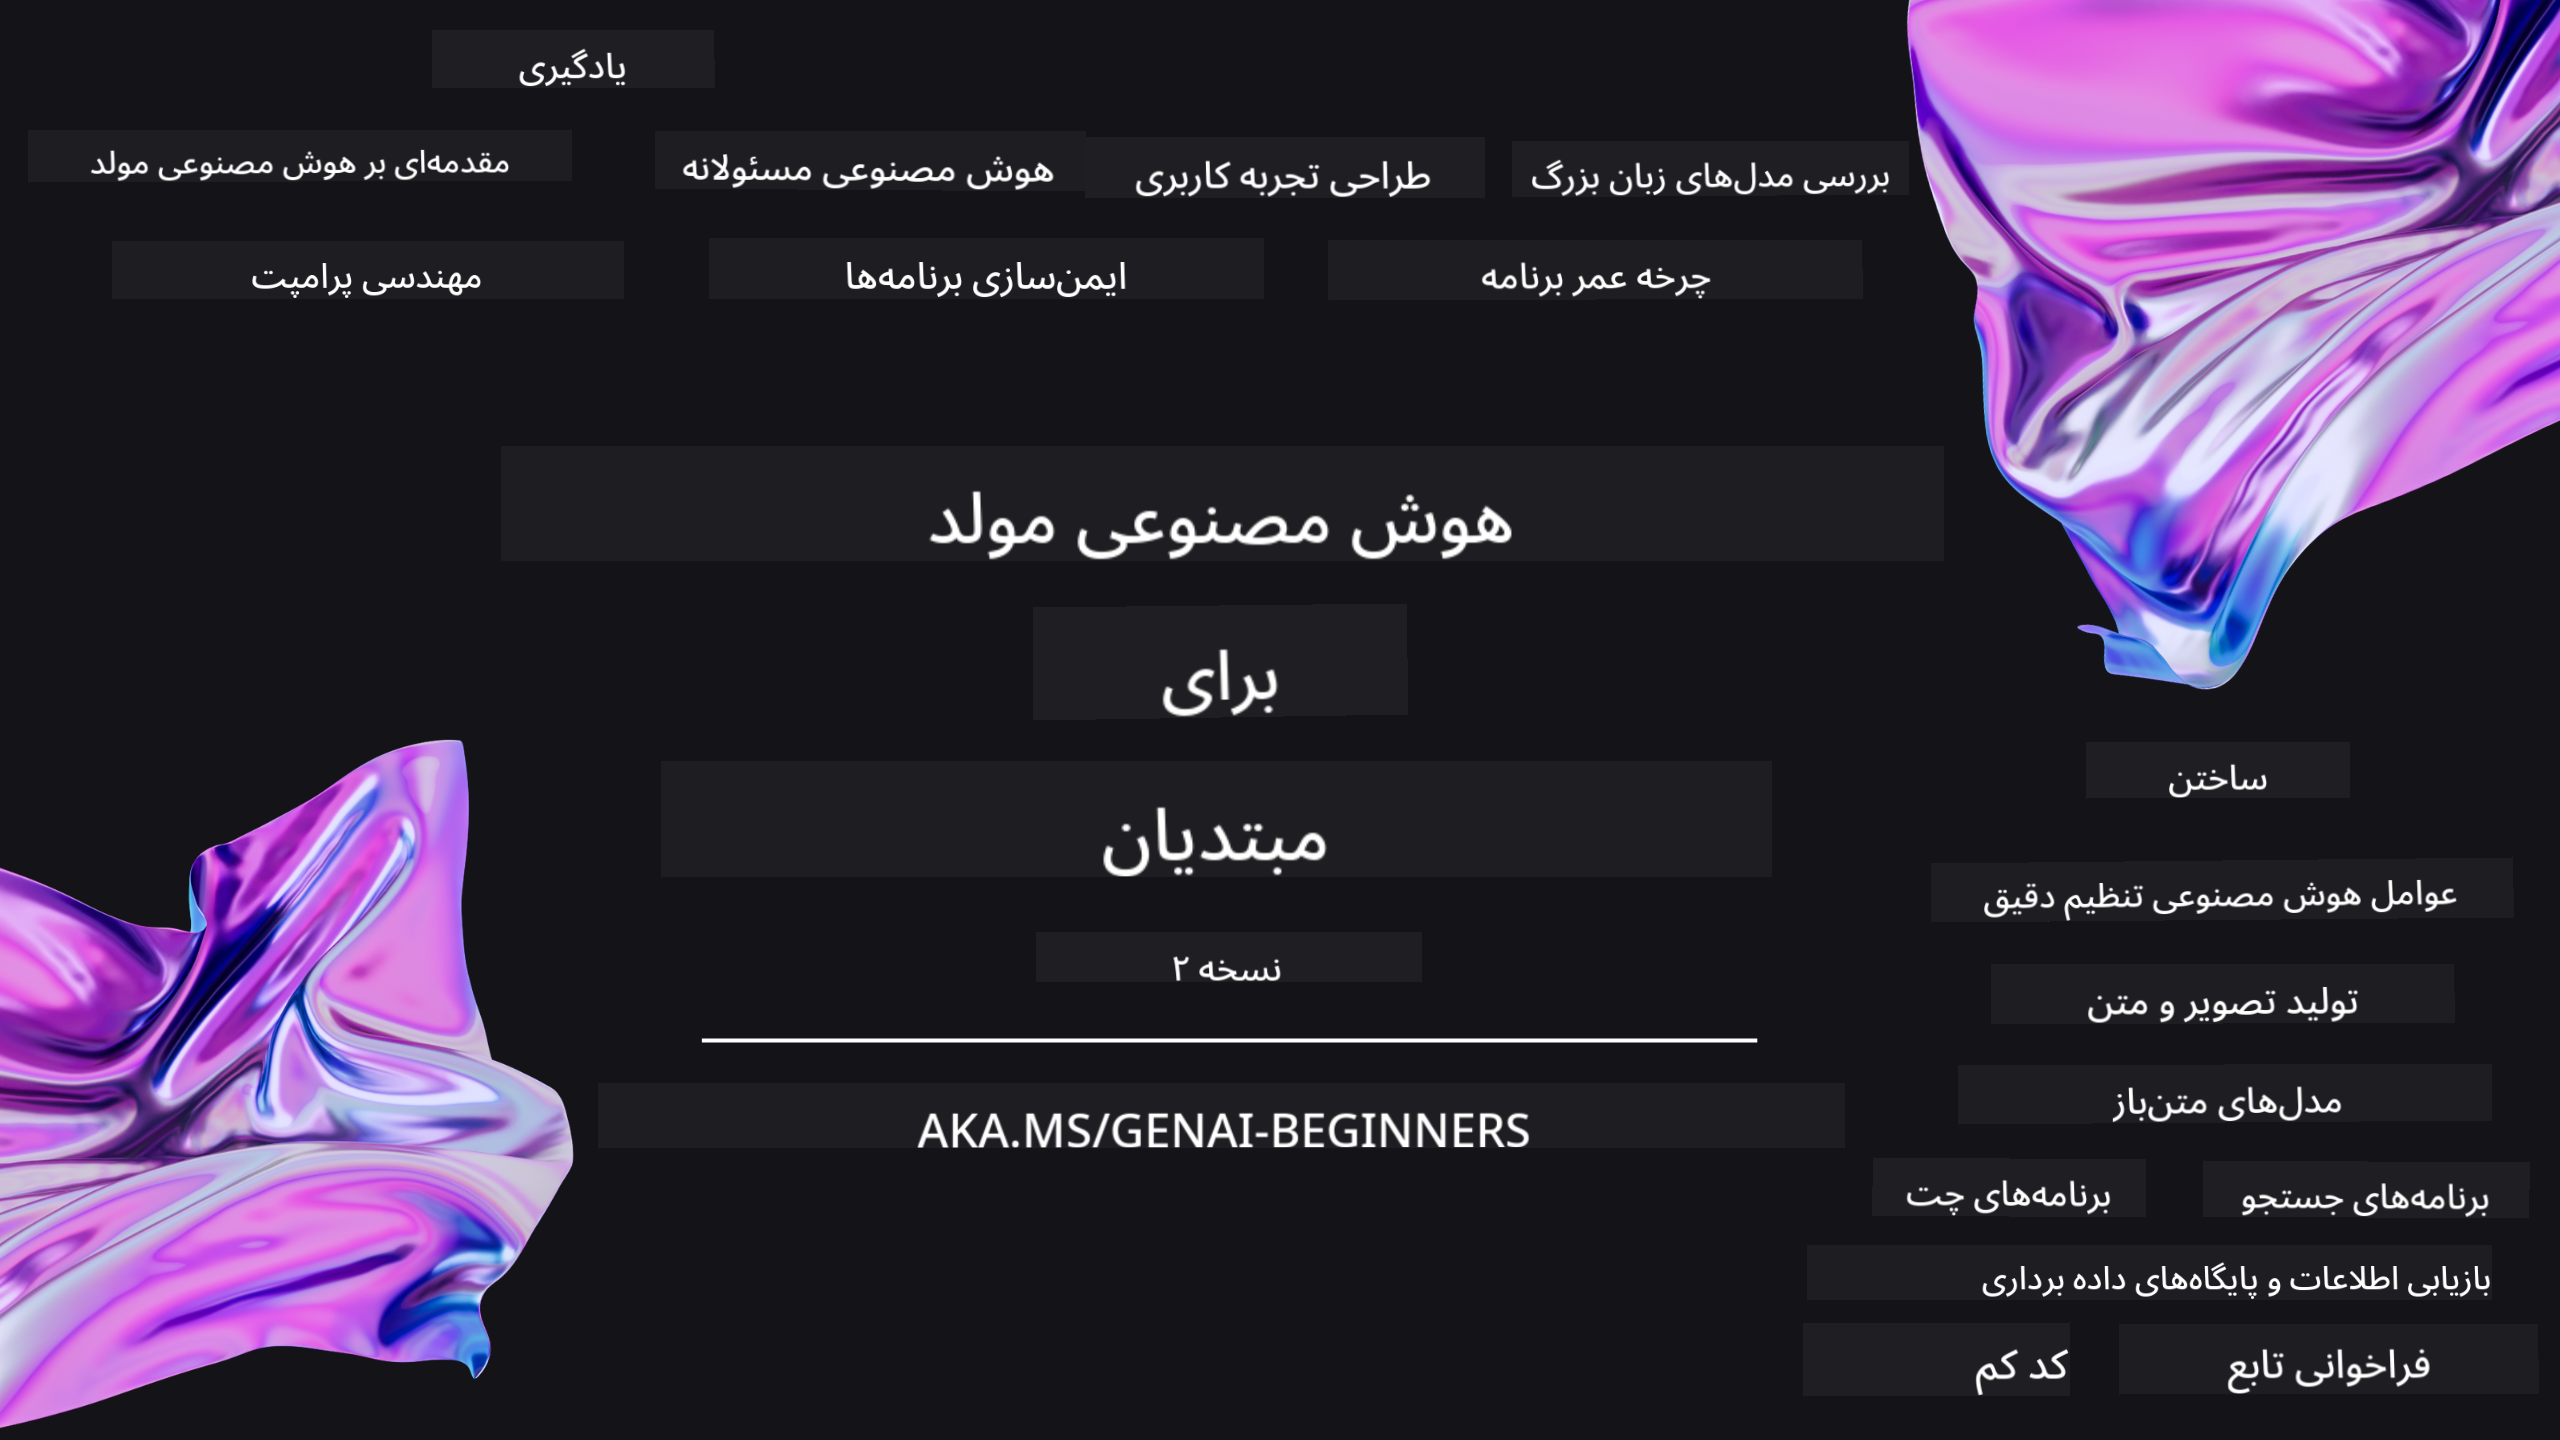 یادگیری
مقدمه‌ای بر هوش مصنوعی مولد
هوش مصنوعی مسئولانه
طراحی تجربه کاربری
بررسی مدل‌های زبان بزرگ
مهندسی پرامپت
ایمن‌سازی برنامه‌ها
چرخه عمر برنامه
هوش مصنوعی مولد
برای
مبتدیان
نسخه ۲
AKA.MS/GENAI-BEGINNERS
ساختن
عوامل هوش مصنوعی تنظیم دقیق
تولید تصویر و متن
مدل‌های متن‌باز
برنامه‌های جستجو
برنامه‌های چت
بازیابی اطلاعات و پایگاه‌های داده برداری
فراخوانی تابع
کد کم